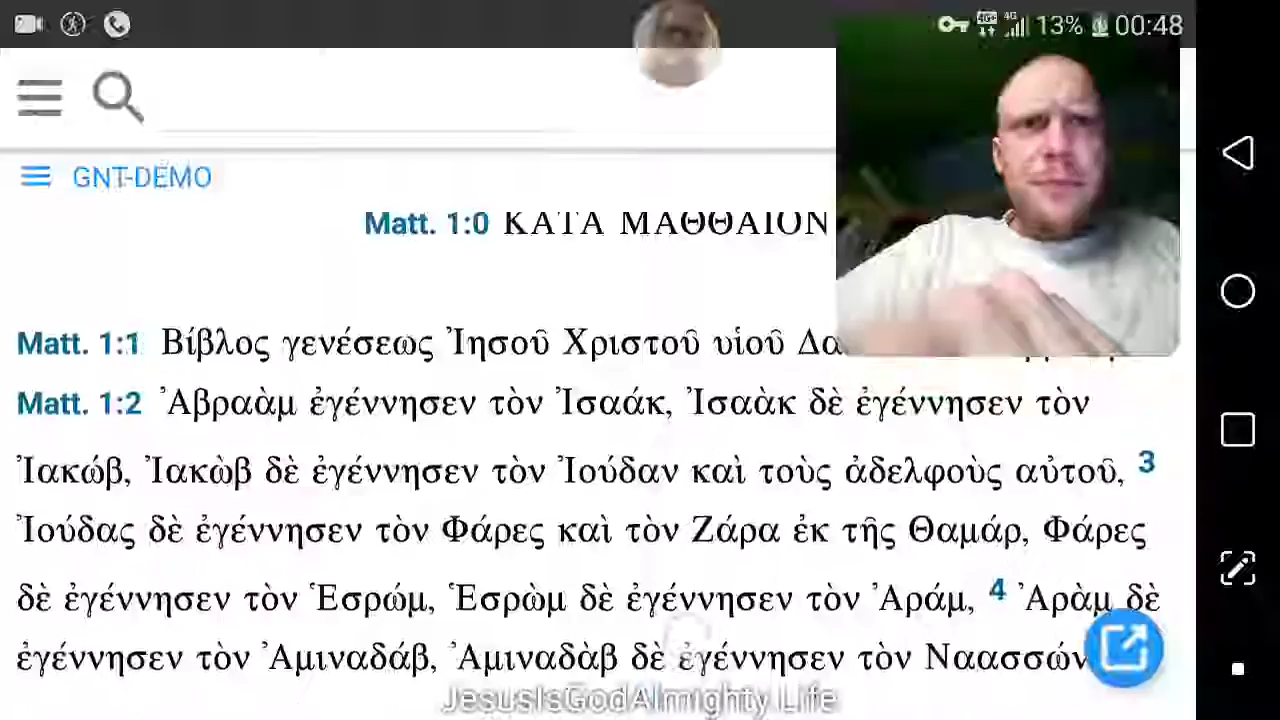 13% 00:48
GNT-DEMO
Matt. 1:0 ΚΑΤΑ ΜΑΘΘΑΙΟΝ
Matt. 1:1 Βίβλος γενέσεως Ἰησοῦ Χριστοῦ υἱοῦ
Matt. 1:2 Ἀβραὰμ ἐγέννησεν τὸν Ἰσαάκ, Ἰσαὰκ δὲ ἐγέννησεν τὸν
Ἰακώβ, Ἰακὼβ δὲ ἐγέννησεν τὸν Ἰούδαν καὶ τοὺς ἀδελφοὺς αὐτοῦ, 3
Ἰούδας δὲ ἐγέννησεν τὸν Φάρες καὶ τὸν Ζάρα ἐκ τῆς Θαμάρ, Φάρες
δὲ ἐγέννησεν τὸν Ἑσρώμ, Ἑσρὼμ δὲ ἐγέννησεν τὸν Ἀράμ, 4 Ἀρὰμ δὲ
ἐγέννησεν τὸν Ἀμιναδάβ, Ἀμιναδὰβ δὲ ἐγέννησεν τὸν Ναασσών
JesusIsGodAlmighty Life